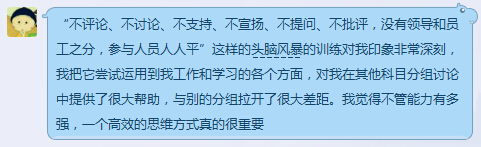 “不评论、不讨论、不支持、不宣扬、不提问、不批评，没有领导和员
工之分，参与人员人人平”这样的头脑风暴的训练对我印象非常深刻，
我把它尝试运用到我工作和学习的各个方面，对我在其他科目分组讨论
中提供了很大帮助，与别的分组拉开了很大差距。我觉得不管能力有多
强，一个高效的思维方式真的很重要